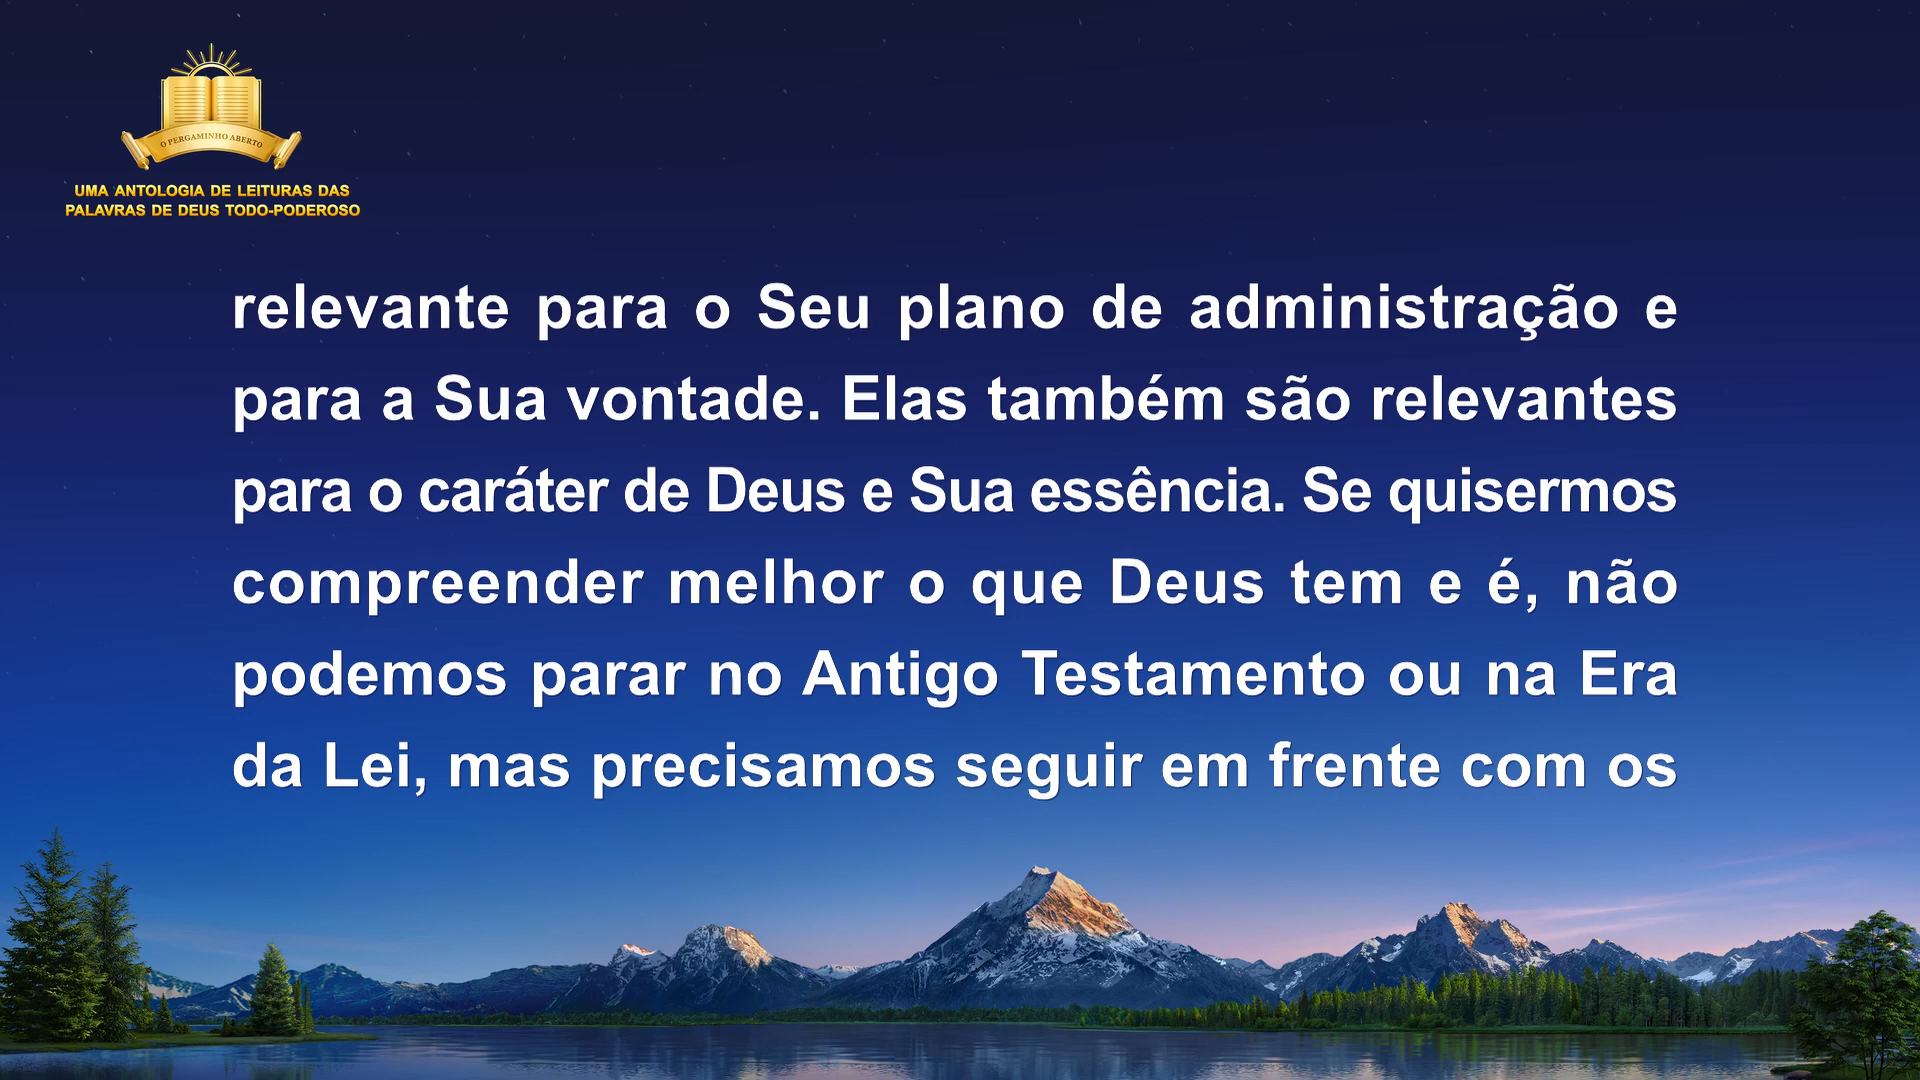 O PERGAMINHO ABERTO
UMA ANTOLOGIA DE LEITURAS DAS
PALAVRAS DE DEUS TODO-PODEROSO
relevante para o Seu plano de administração e
para a Sua vontade. Elas também são relevantes
para o caráter de Deus e Sua essência. Se quisermos
compreender melhor o que Deus tem e é, não
podemos parar no Antigo Testamento ou na Era
da Lei, mas precisamos seguir em frente com os